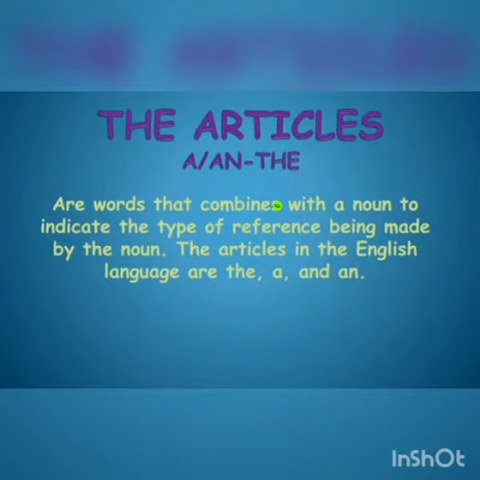 THE ARTICLES
A/AN-THE
Are words that combines with a noun to
indicate the type of reference being made
by the noun. The articles in the English
language are the, a, and an.
InShOt